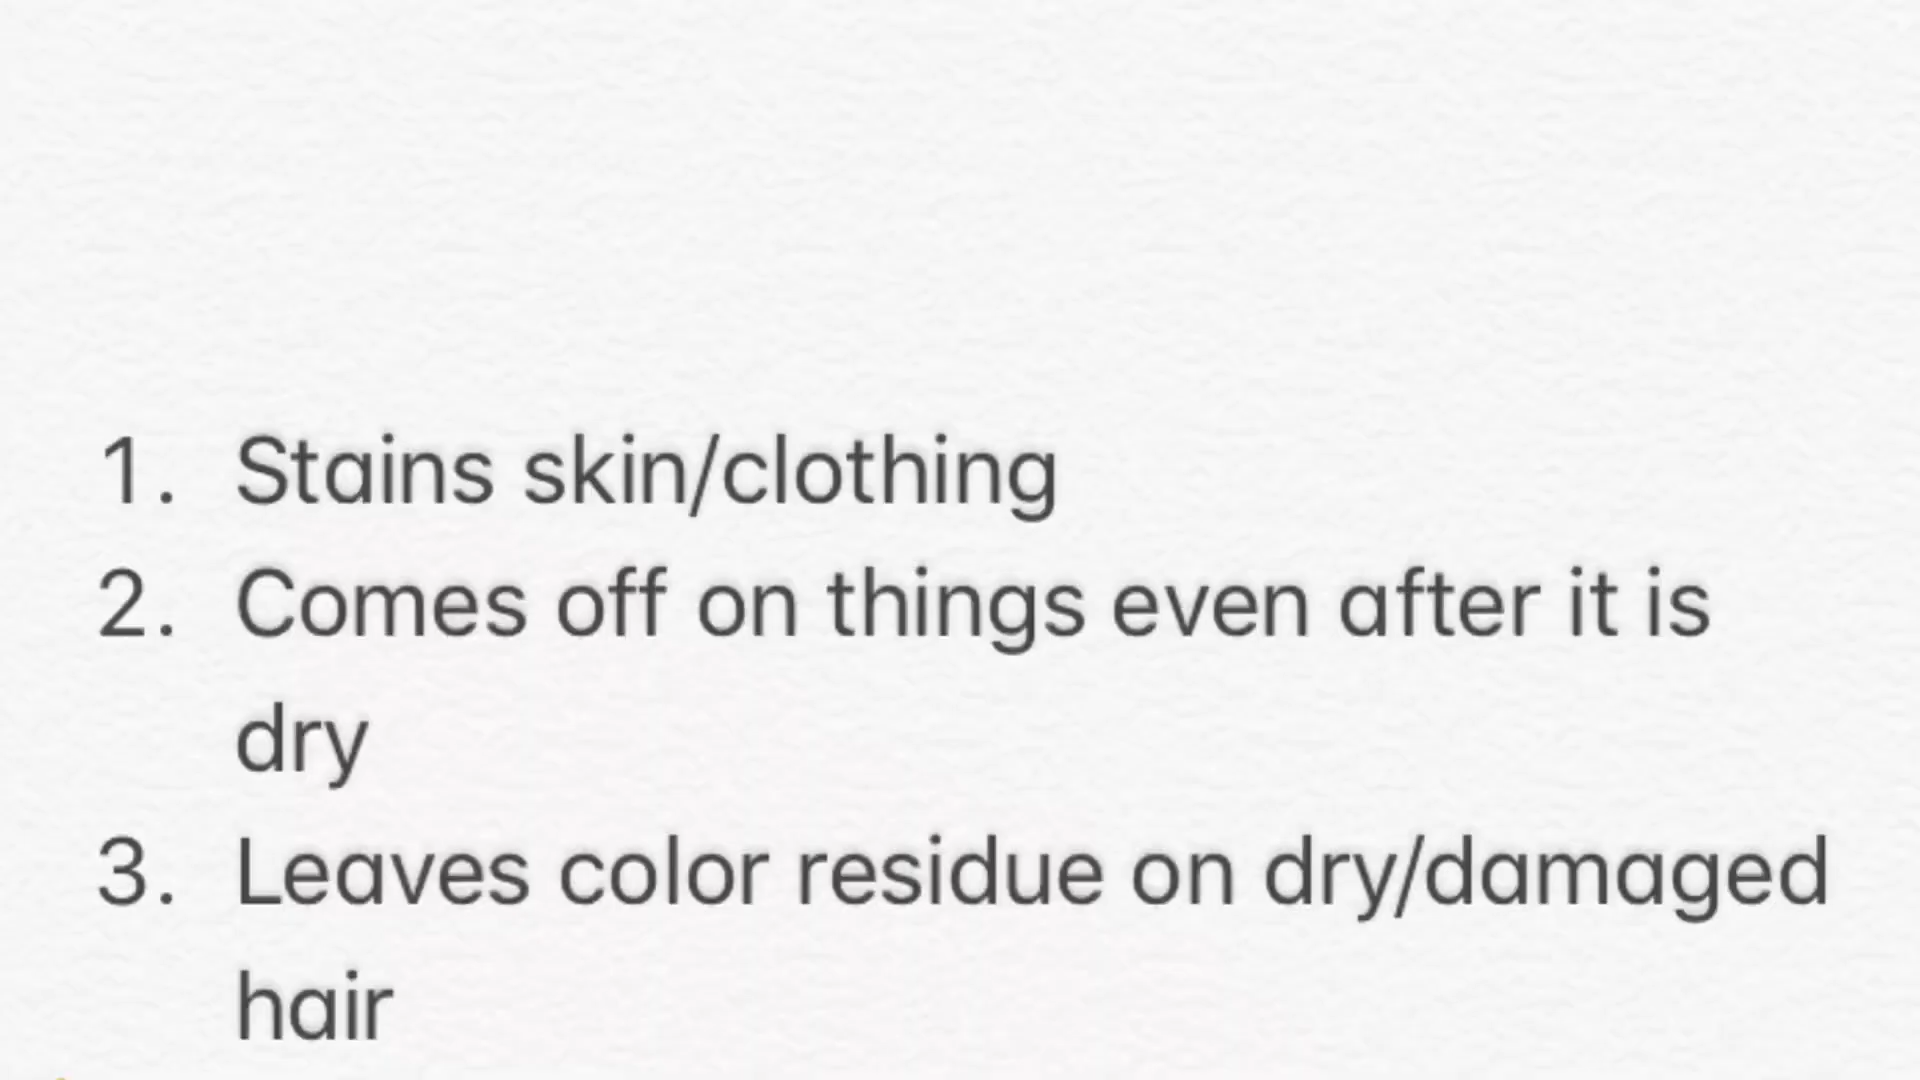 1. Stains skin/clothing
2. Comes off on things even after it is
dry
3. Leaves color residue on dry/damaged
hair